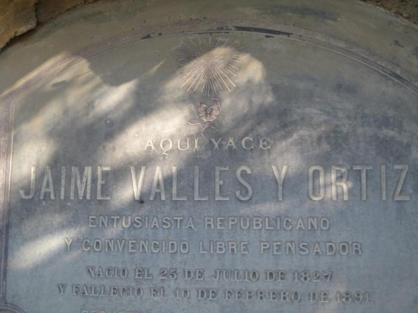 AQUI YACE
JAIME VALLES Y ORTIZ
ENTUSIASTA REPUBLICANO
Y CONVENCIDO LIBRE PENSADOR
NACIO EL 25 DE JULIO DE 1827
Y FALLECIO EL 10 DE FEBRERO DE 1891